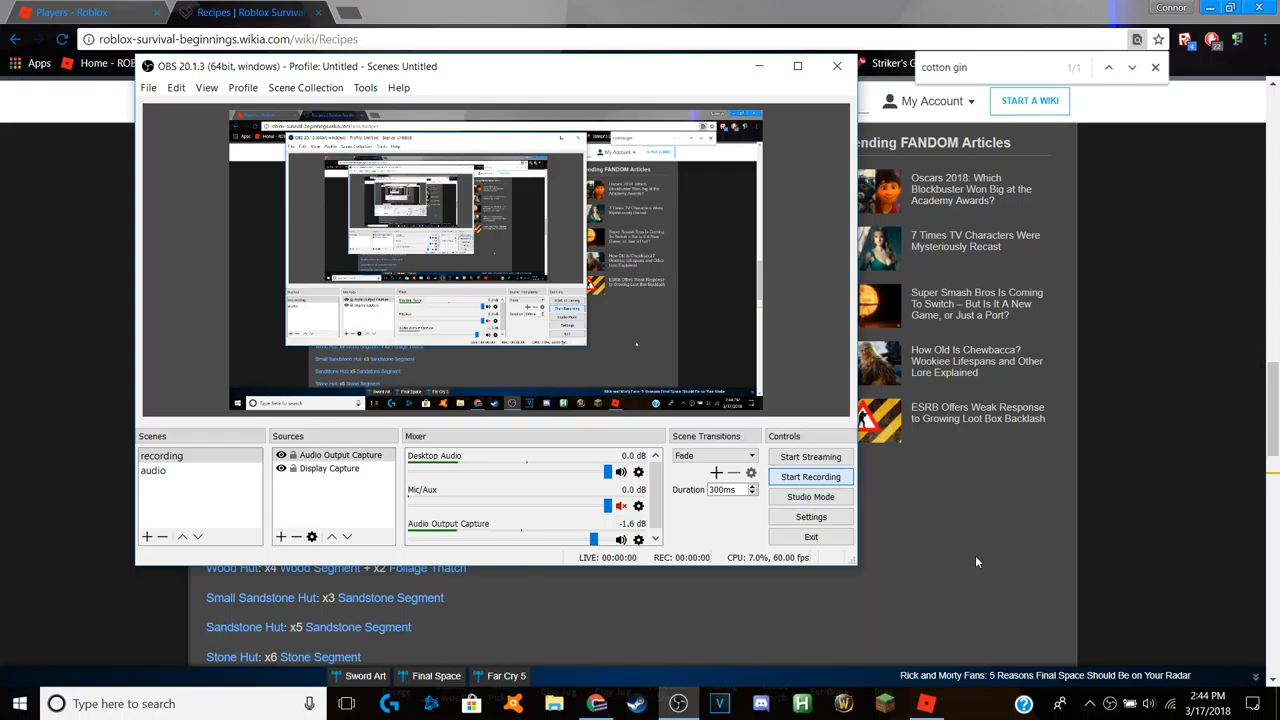 Players - Roblox
Recipes | Roblox Surviva
Connor
roblox-survival-beginnings.wikia.com/wiki/Recipes
Apps
Home - ROB
Striker's G
cotton gin
1/1
OBS 20.1.3 (64bit, windows) - Profile: Untitled - Scenes: Untitled
File Edit View Profile Scene Collection Tools Help
My Account
START A WIKI
ending FANDOM Articles
Oscars 2018: Which
Blockbuster Won Big at the
Academy Awards?
7 Times TV Characters Were
Mysteriously Recast
Super Smash Bros Is Coming
To Switch – But Is It A New
Game, or Just a Port?
How Old Is Chewbacca?
Wookiee Lifespans and Other
Lore Explained
ESRB Offers Weak Response
to Growing Loot Box Backlash
Scenes
recording
audio
Sources
Audio Output Capture
Display Capture
Mixer
Desktop Audio 0.0 dB
Mic/Aux 0.0 dB
Audio Output Capture -1.6 dB
Scene Transitions
Fade
Duration 300ms
Controls
Start Streaming
Start Recording
Studio Mode
Settings
Exit
LIVE: 00:00:00 REC: 00:00:00 CPU: 7.0%, 60.00 fps
Wood Hut: x4 Wood Segment + x2 Foliage Thatch
Small Sandstone Hut: x3 Sandstone Segment
Sandstone Hut: x5 Sandstone Segment
Stone Hut: x6 Stone Segment
Sword Art
Final Space
Far Cry 5
Rick and Morty Fans: 5 Reasons Final Space Should Be on Your Radar
Type here to search
2:44 PM
3/17/2018